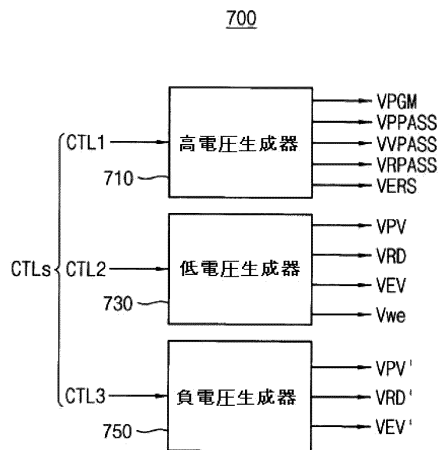 700
CTLs
CTL1
高電圧生成器
710
VPGM
VPPASS
VVPASS
VRPASS
VERS
CTL2
低電圧生成器
730
VPV
VRD
VEV
Vwe
CTL3
負電圧生成器
750
VPV'
VRD'
VEV'